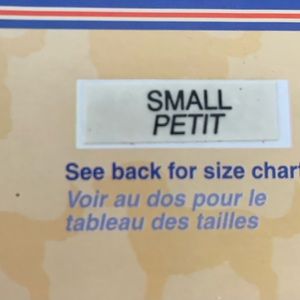 SMALL
PETIT
See back for size chart
Voir au dos pour le
tableau des tailles